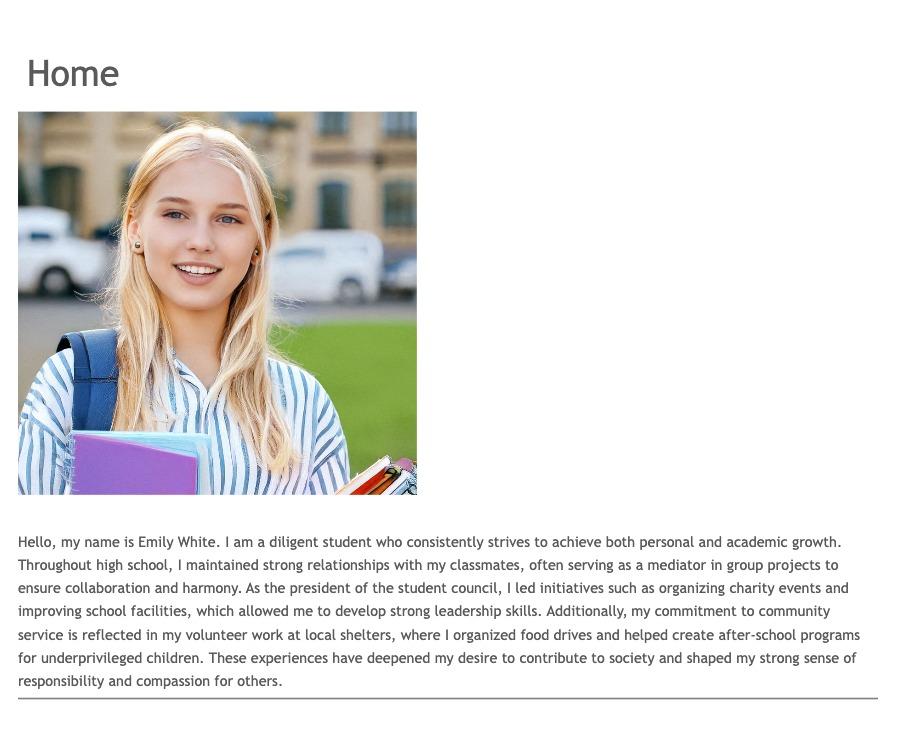 Home
Hello, my name is Emily White. I am a diligent student who consistently strives to achieve both personal and academic growth.
Throughout high school, I maintained strong relationships with my classmates, often serving as a mediator in group projects to
ensure collaboration and harmony. As the president of the student council, I led initiatives such as organizing charity events and
improving school facilities, which allowed me to develop strong leadership skills. Additionally, my commitment to community
service is reflected in my volunteer work at local shelters, where I organized food drives and helped create after-school programs
for underprivileged children. These experiences have deepened my desire to contribute to society and shaped my strong sense of
responsibility and compassion for others.